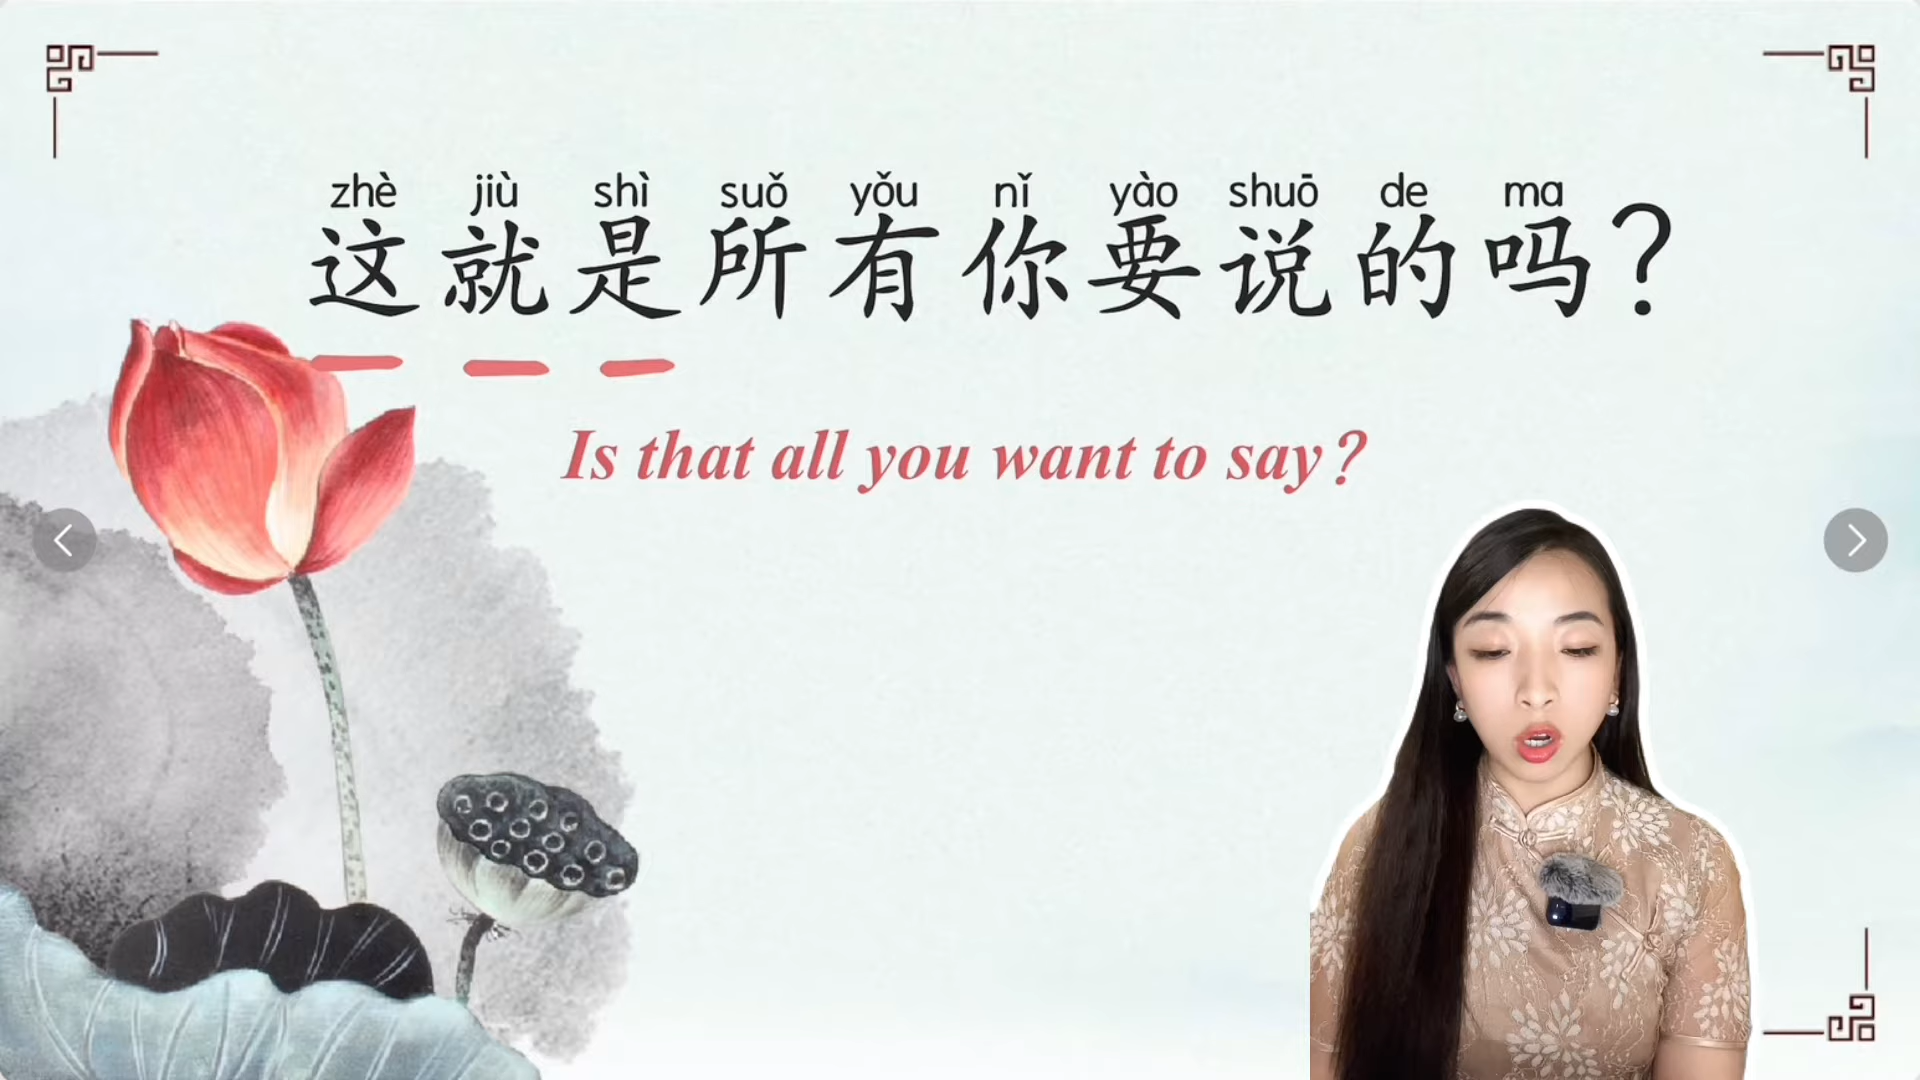 zhè jiù shì suǒ yǒu nǐ yào shuō de ma
这就是所有你要说的吗？
Is that all you want to say?